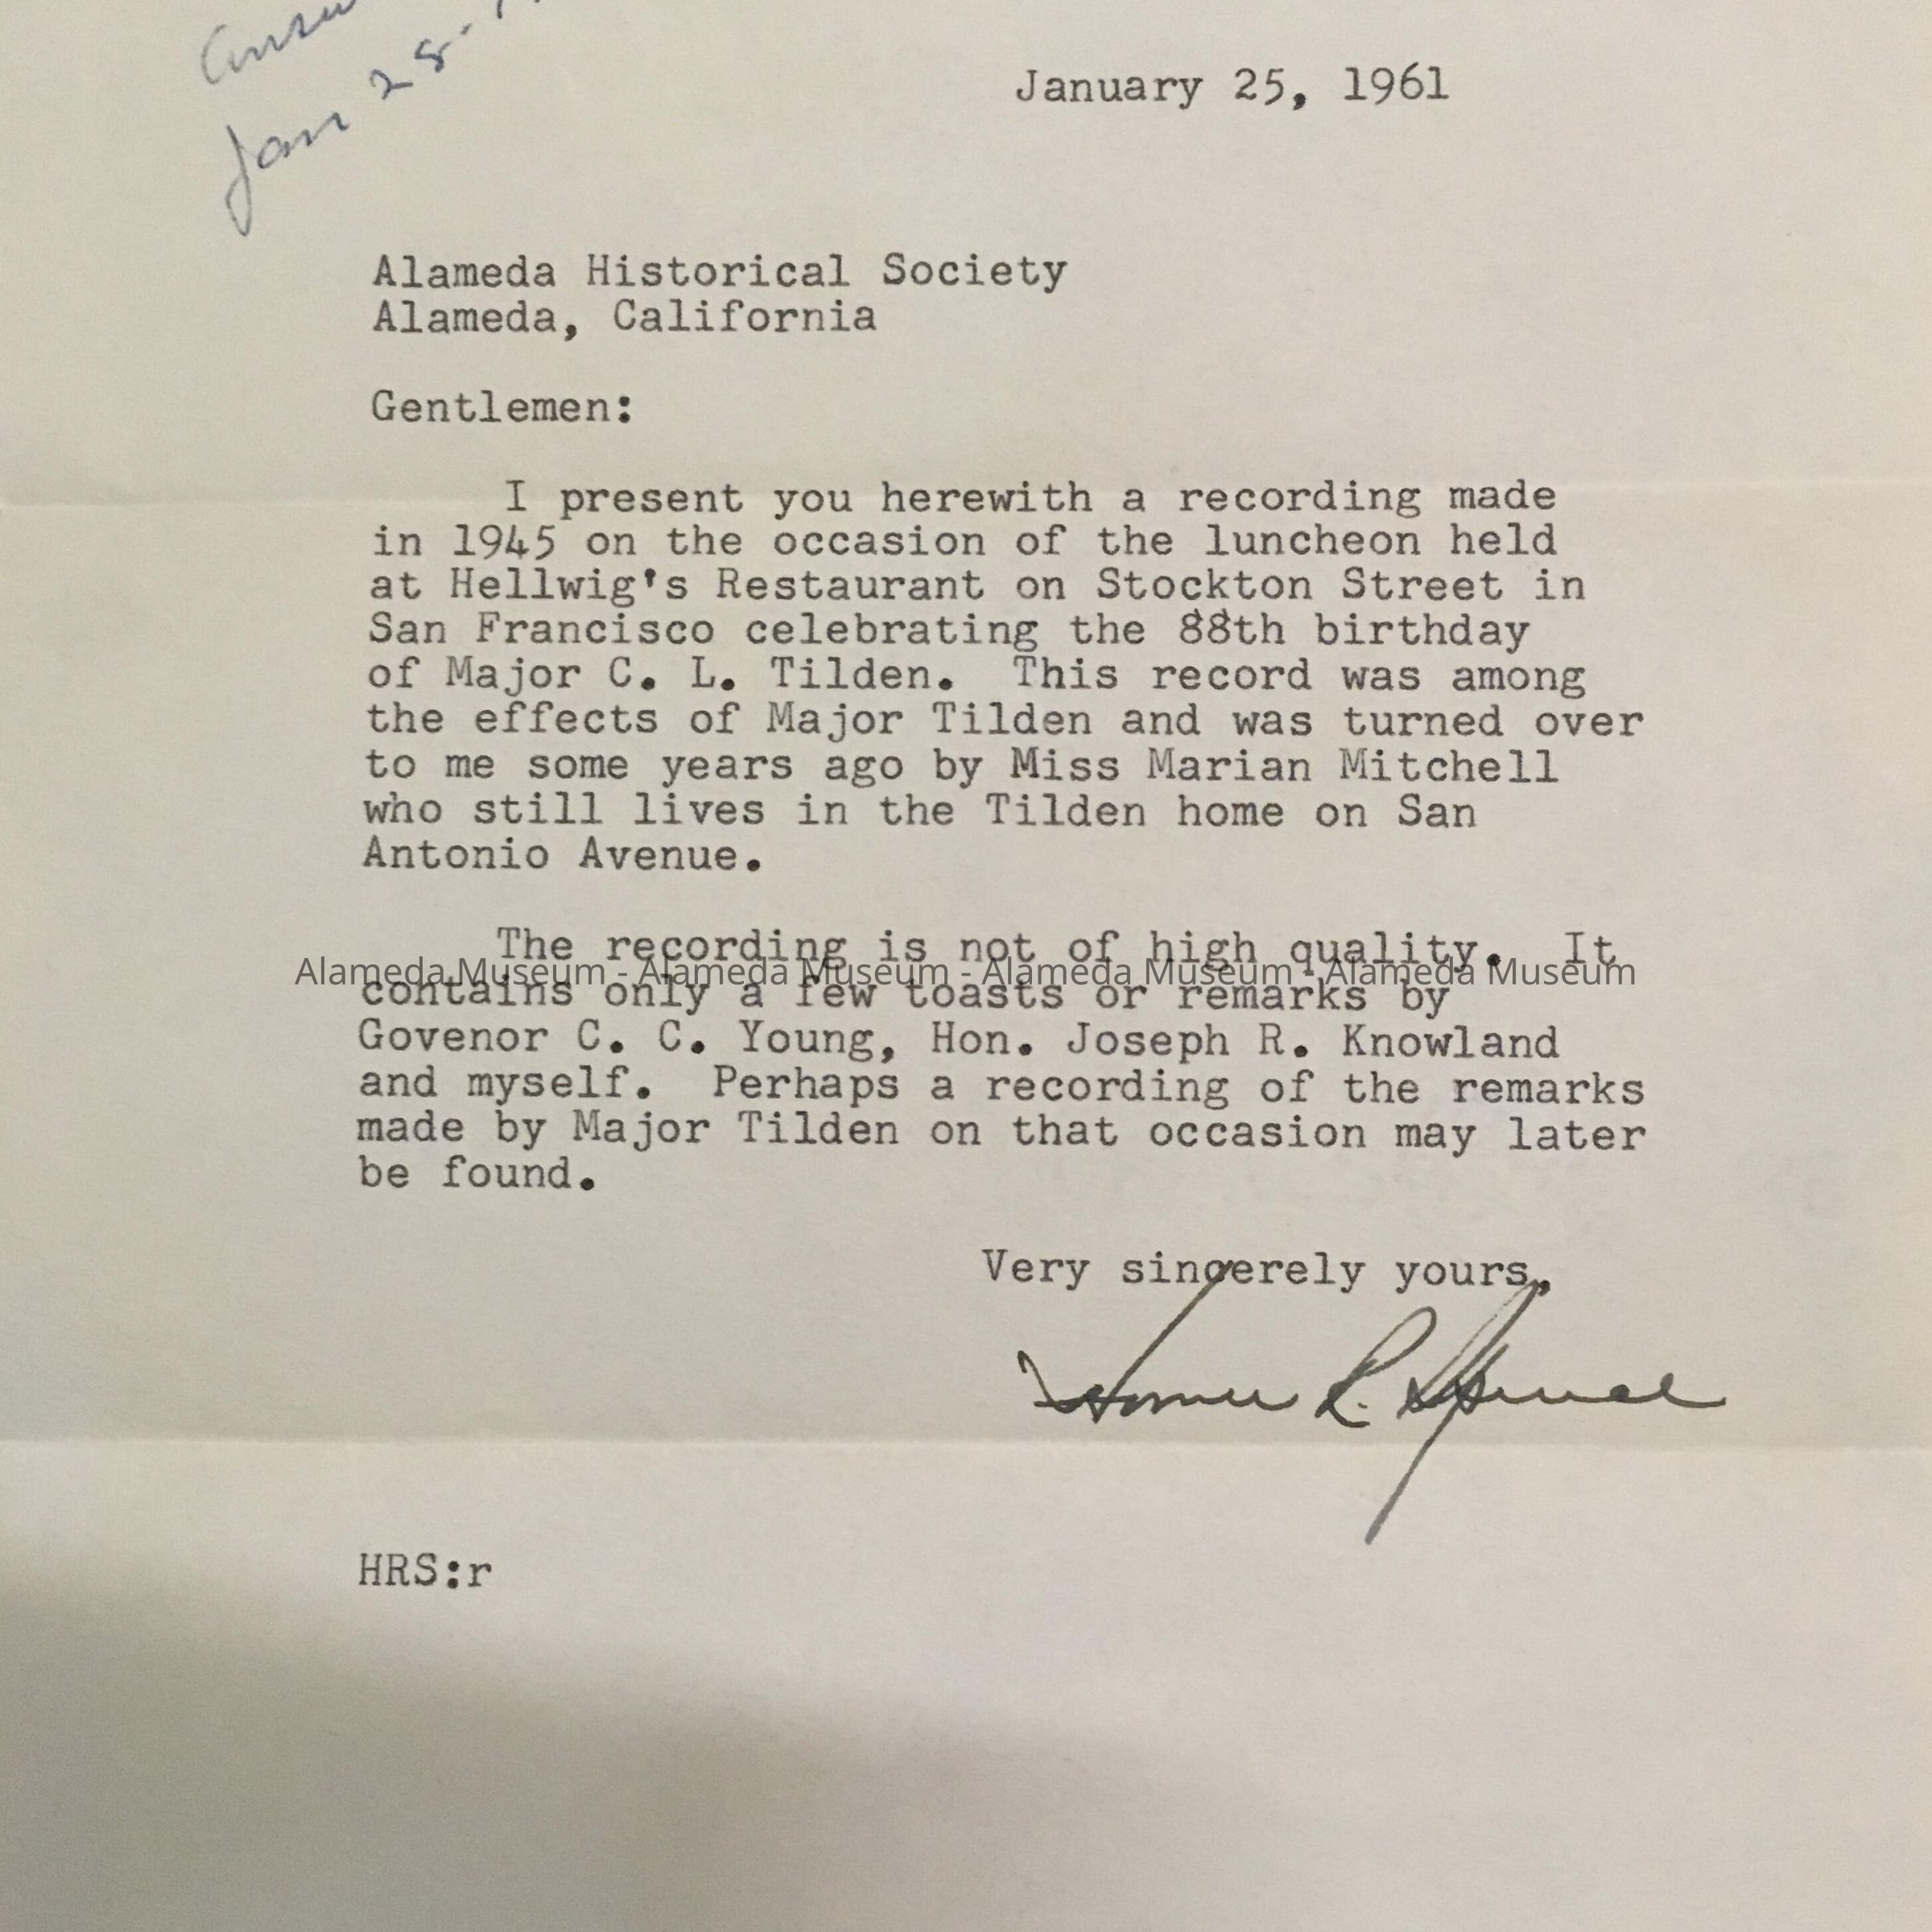 Jan 28
January 25, 1961
Alameda Historical Society
Alameda, California
Gentlemen:
I present you herewith a recording made
in 1945 on the occasion of the luncheon held
at Hellwig's Restaurant on Stockton Street in
San Francisco celebrating the 88th birthday
of Major C. L. Tilden. This record was among
the effects of Major Tilden and was turned over
to me some years ago by Miss Marian Mitchell
who still lives in the Tilden home on San
Antonio Avenue.
The recording is not of high quality. It
Alameda Museum - Alameda Museum - Alameda Museum - Alameda Museum
contains only a few toasts or remarks by
Govenor C. C. Young, Hon. Joseph R. Knowland
and myself. Perhaps a recording of the remarks
made by Major Tilden on that occasion may later
be found.
Very sincerely yours,
R.
HRS:r